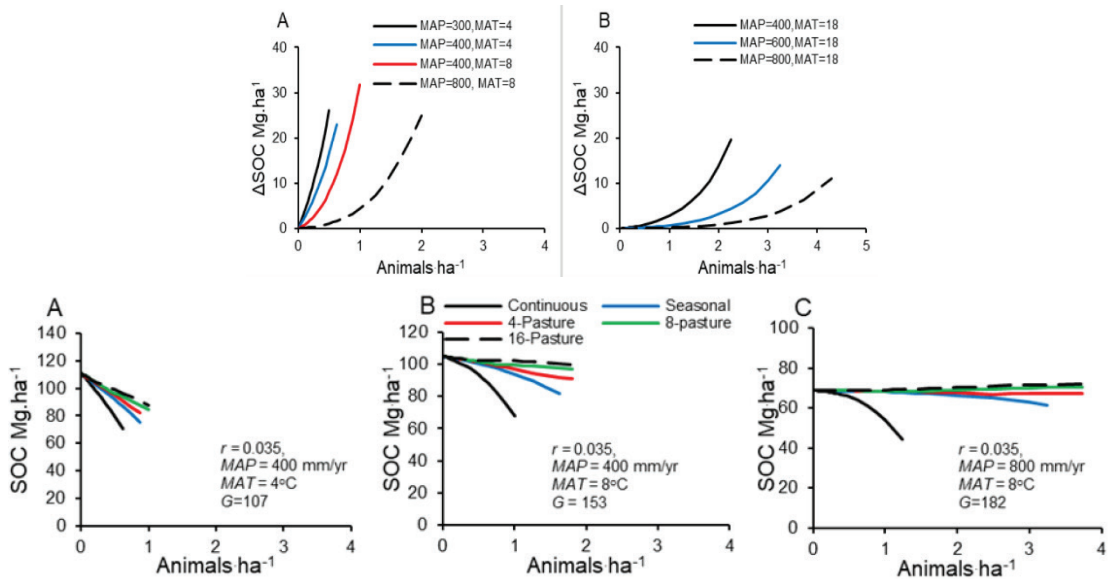 A
MAP=300,MAT=4
MAP=400,MAT=4
MAP=400,MAT=8
MAP=800, MAT=8
ΔSOC Mg.ha¹
40
30
20
10
0
0 1 2 3 4
Animals·ha⁻¹
B
MAP=400,MAT=18
MAP=600,MAT=18
MAP=800,MAT=18
ΔSOC Mg.ha¹
40
30
20
10
0
0 1 2 3 4 5
Animals·ha⁻¹
A
SOC Mg·ha⁻¹
140
120
100
80
60
40
20
0
r = 0.035,
MAP = 400 mm/yr
MAT = 4°C
G=107
0 1 2 3 4
Animals·ha⁻¹
B
Continuous
Seasonal
4-Pasture
8-pasture
16-Pasture
SOC Mg·ha⁻¹
120
100
80
60
40
20
0
r = 0.035,
MAP = 400 mm/yr
MAT = 8°C
G = 153
0 1 2 3 4
Animals·ha⁻¹
C
SOC Mg·ha⁻¹
100
80
60
40
20
0
r = 0.035,
MAP = 800 mm/yr
MAT = 8°C
G=182
0 1 2 3 4
Animals·ha⁻¹